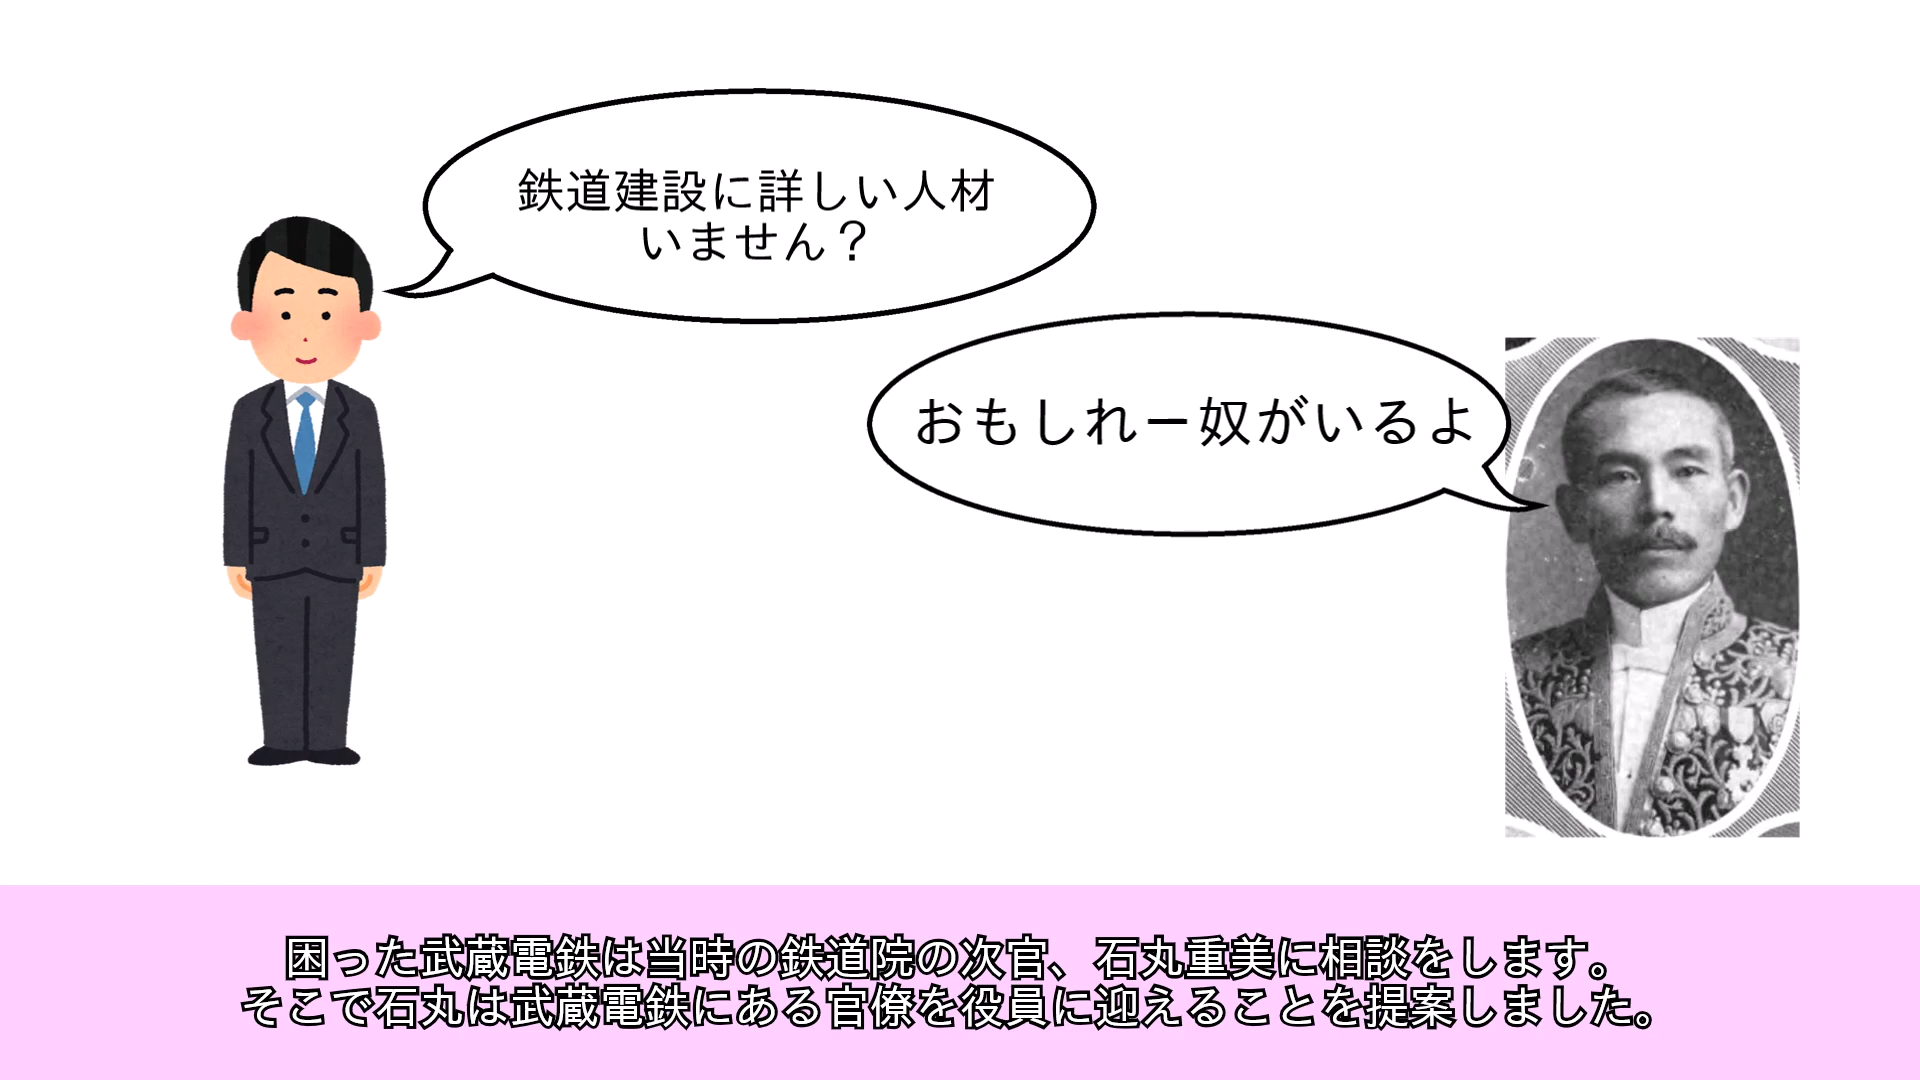 鉄道建設に詳しい人材
いません？
おもしれー奴がいるよ
困った武蔵電鉄は当時の鉄道院の次官、石丸重美に相談をします。
そこで石丸は武蔵電鉄にある官僚を役員に迎えることを提案しました。